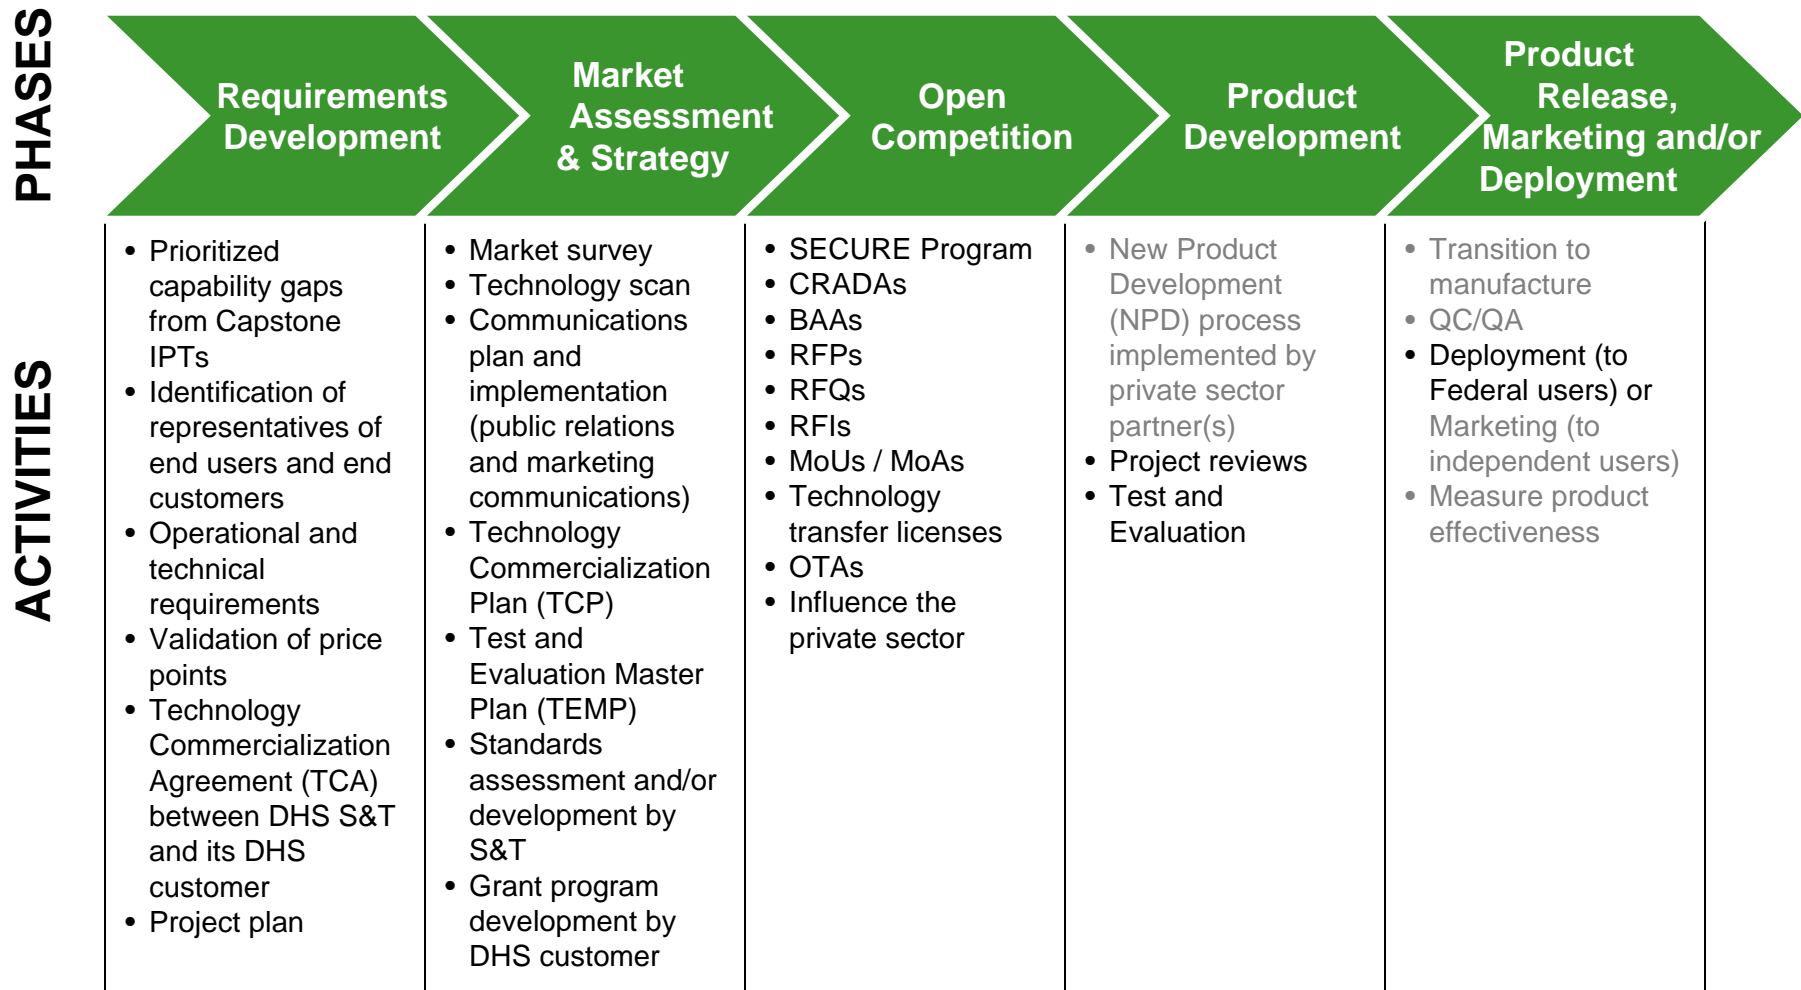 PHASES
Requirements
Development
Market
Assessment
& Strategy
Open
Competition
Product
Development
Product
Release,
Marketing and/or
Deployment
ACTIVITIES
• Prioritized
capability gaps
from Capstone
IPTs
• Identification of
representatives of
end users and end
customers
• Operational and
technical
requirements
• Validation of price
points
• Technology
Commercialization
Agreement (TCA)
between DHS S&T
and its DHS
customer
• Project plan
• Market survey
• Technology scan
• Communications
plan and
implementation
(public relations
and marketing
communications)
• Technology
Commercialization
Plan (TCP)
• Test and
Evaluation Master
Plan (TEMP)
• Standards
assessment and/or
development by
S&T
• Grant program
development by
DHS customer
• SECURE Program
• CRADAs
• BAAs
• RFPs
• RFQs
• RFIs
• MoUs / MoAs
• Technology
transfer licenses
• OTAs
• Influence the
private sector
• New Product
Development
(NPD) process
implemented by
private sector
partner(s)
• Project reviews
• Test and
Evaluation
• Transition to
manufacture
• QC/QA
• Deployment (to
Federal users) or
Marketing (to
independent users)
• Measure product
effectiveness